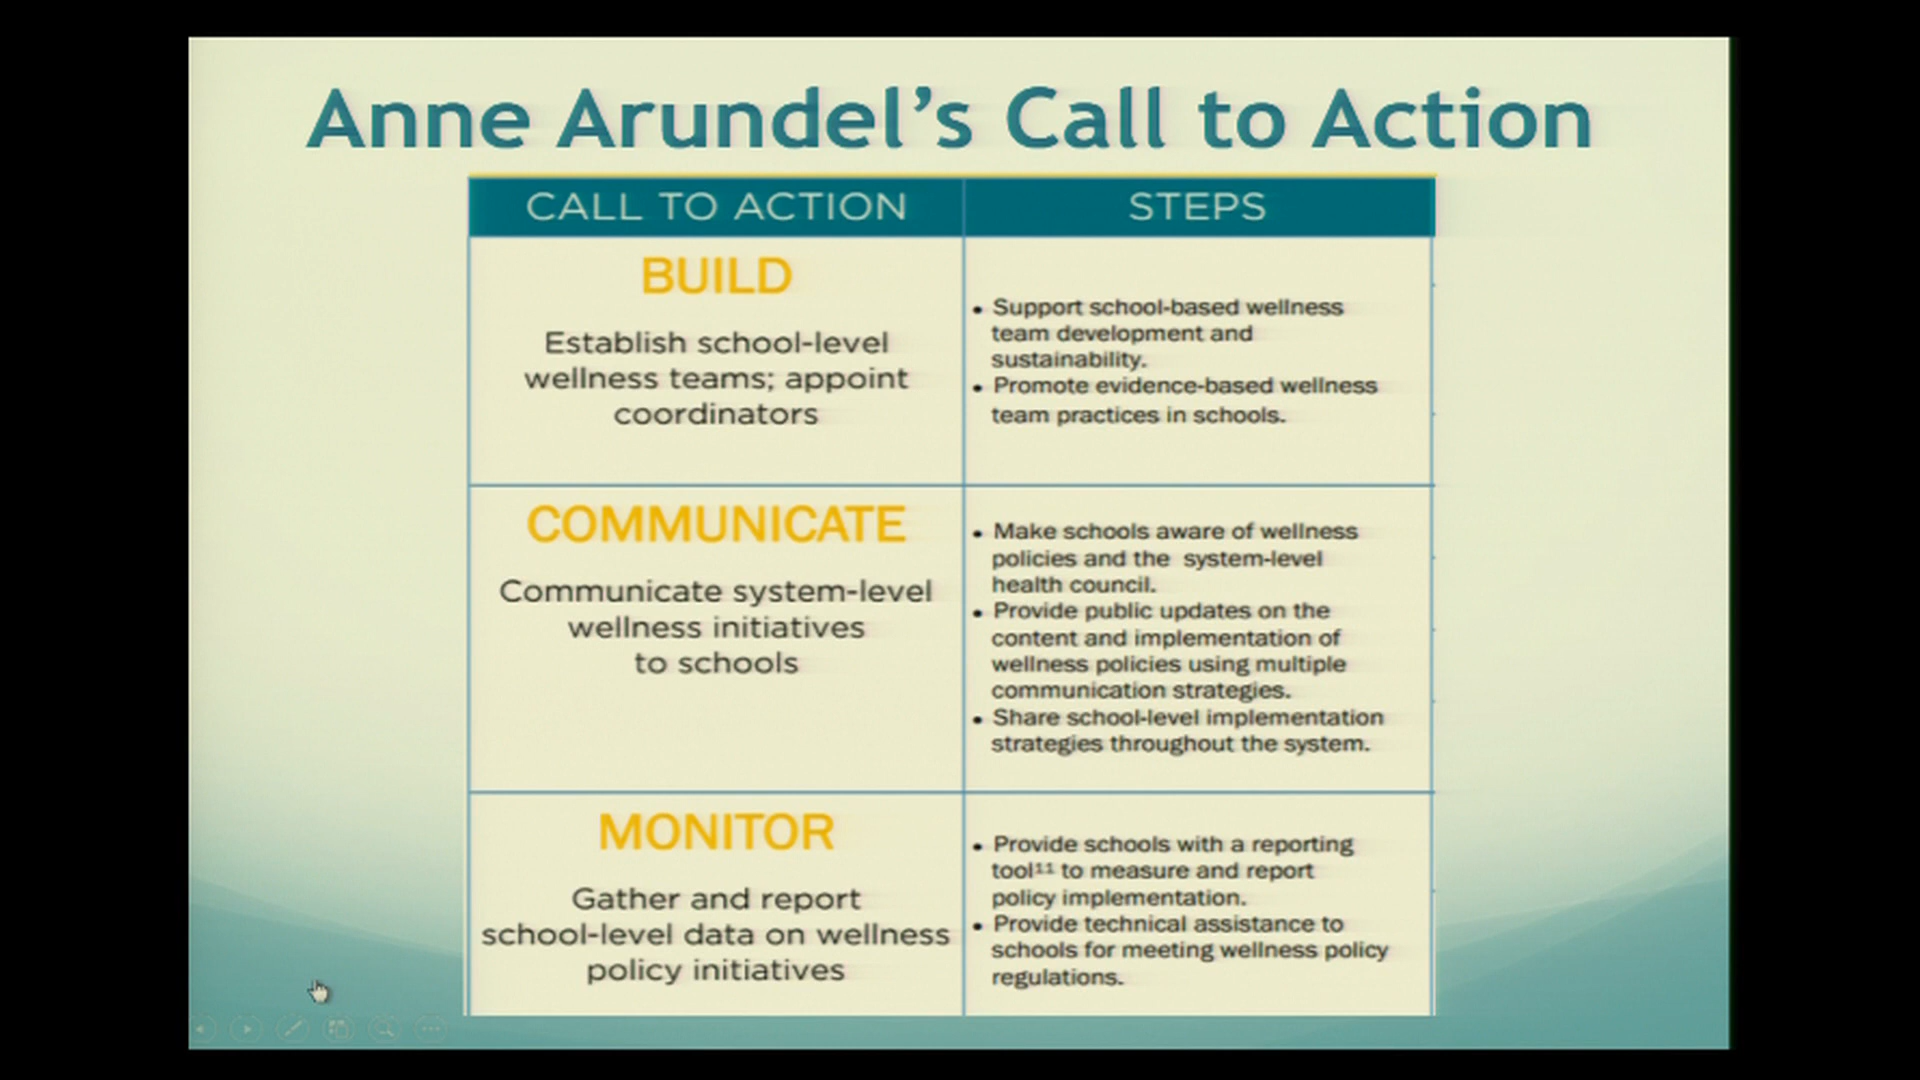 Anne Arundel's Call to Action
CALL TO ACTION
STEPS
BUILD
Establish school-level
wellness teams; appoint
coordinators
• Support school-based wellness
team development and
sustainability.
• Promote evidence-based wellness
team practices in schools.
COMMUNICATE
Communicate system-level
wellness initiatives
to schools
• Make schools aware of wellness
policies and the system-level
health council.
• Provide public updates on the
content and implementation of
wellness policies using multiple
communication strategies.
• Share school-level implementation
strategies throughout the system.
MONITOR
Gather and report
school-level data on wellness
policy initiatives
• Provide schools with a reporting
tool¹¹ to measure and report
policy implementation.
• Provide technical assistance to
schools for meeting wellness policy
regulations.